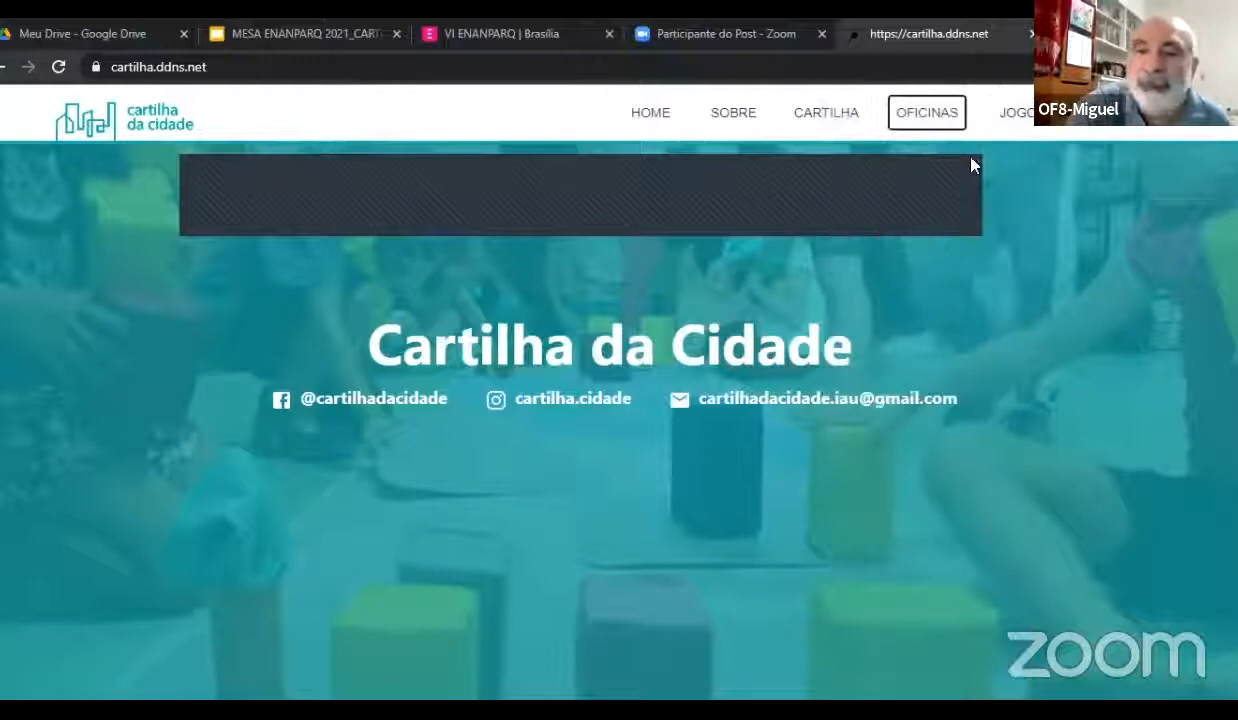 Meu Drive - Google Drive
MESA ENANPARQ 2021_CART
VI ENANPARQ | Brasília
Participante do Post - Zoom
https://cartilha.ddns.net
cartilha.ddns.net
OF8-Miguel
cartilha
da cidade
HOME
SOBRE
CARTILHA
OFICINAS
JOGO
Cartilha da Cidade
@cartilhadacidade
cartilha.cidade
cartilhadacidade.iau@gmail.com
zoom